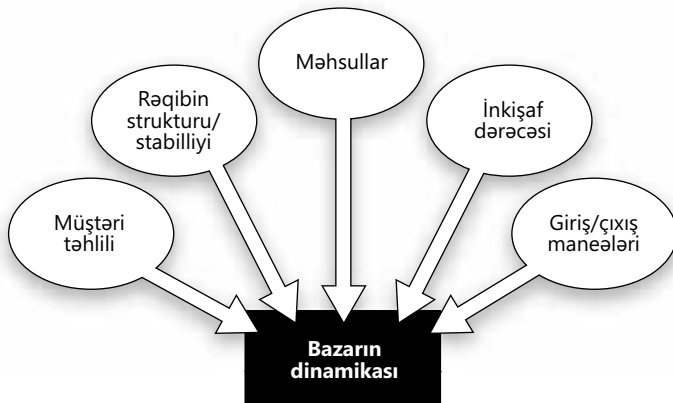 Məhsullar
Rəqibin
strukturu/
stabilliyi
İnkişaf
dərəcəsi
Müştəri
təhlili
Giriş/çıxış
maneələri
Bazarın
dinamikası